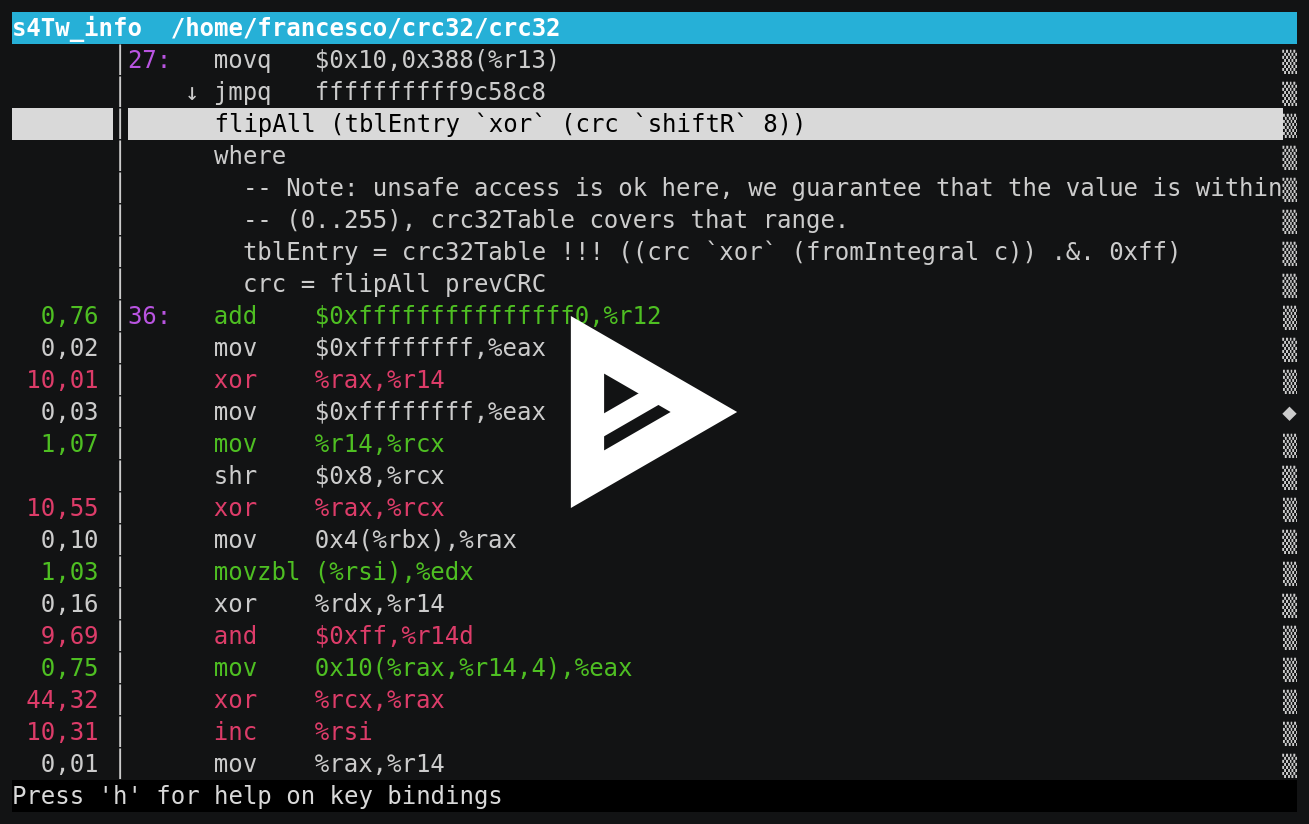 s4Tw_info  /home/francesco/crc32/crc32
27:   movq   $0x10,0x388(%r13)
↓ jmpq   ffffffffff9c58c8
flipAll (tblEntry `xor` (crc `shiftR` 8))
where
-- Note: unsafe access is ok here, we guarantee that the value is within
-- (0..255), crc32Table covers that range.
tblEntry = crc32Table !!! ((crc `xor` (fromIntegral c)) .&. 0xff)
crc = flipAll prevCRC
0,76 │36:   add    $0xfffffffffffffff0,%r12
0,02 │      mov    $0xffffffff,%eax
10,01 │      xor    %rax,%r14
0,03 │      mov    $0xffffffff,%eax
1,07 │      mov    %r14,%rcx
│      shr    $0x8,%rcx
10,55 │      xor    %rax,%rcx
0,10 │      mov    0x4(%rbx),%rax
1,03 │      movzbl (%rsi),%edx
0,16 │      xor    %rdx,%r14
9,69 │      and    $0xff,%r14d
0,75 │      mov    0x10(%rax,%r14,4),%eax
44,32 │      xor    %rcx,%rax
10,31 │      inc    %rsi
0,01 │      mov    %rax,%r14
Press 'h' for help on key bindings